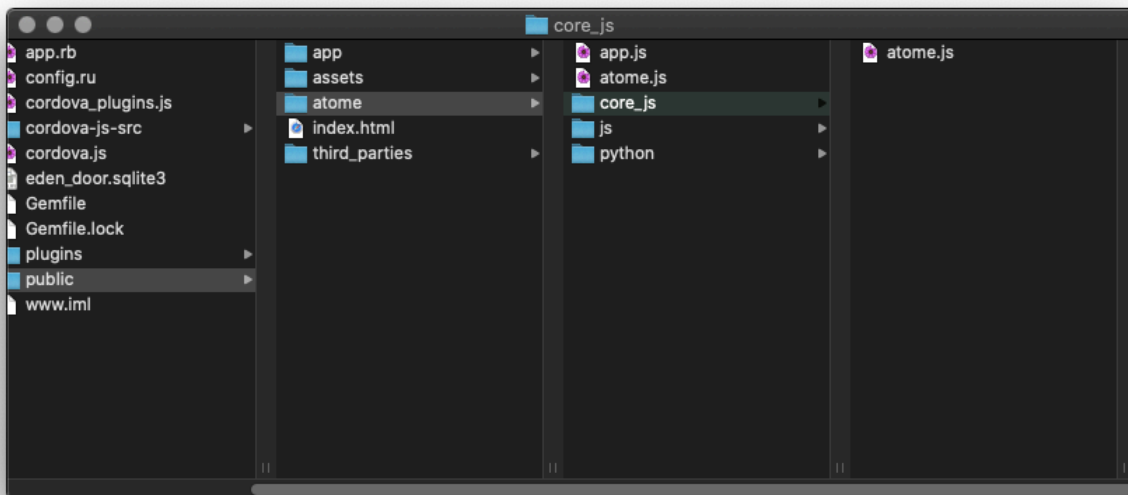 core_js
app.rb
config.ru
cordova_plugins.js
cordova-js-src
cordova.js
eden_door.sqlite3
Gemfile
Gemfile.lock
plugins
public
www.iml
app
assets
atome
index.html
third_parties
app.js
atome.js
core_js
js
python
atome.js